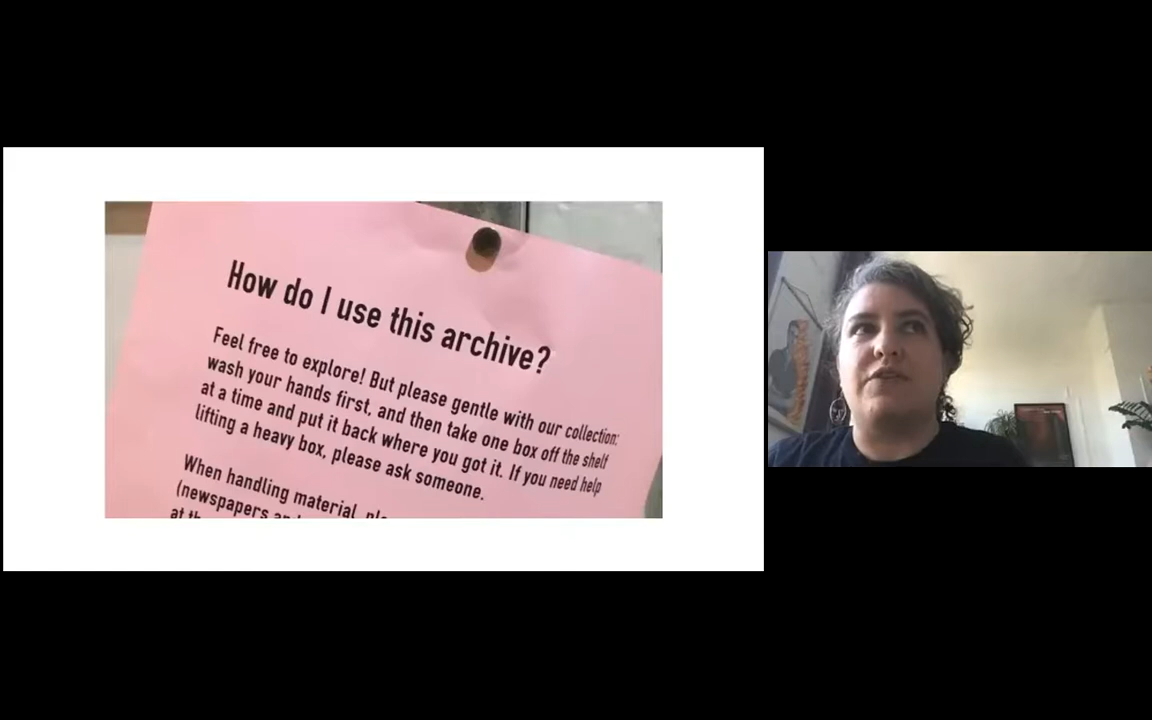 How do I use this archive?
Feel free to explore! But please gentle with our collection:
wash your hands first, and then take one box off the shelf
at a time and put it back where you got it. If you need help
lifting a heavy box, please ask someone.
When handling material,
(newspapers
at